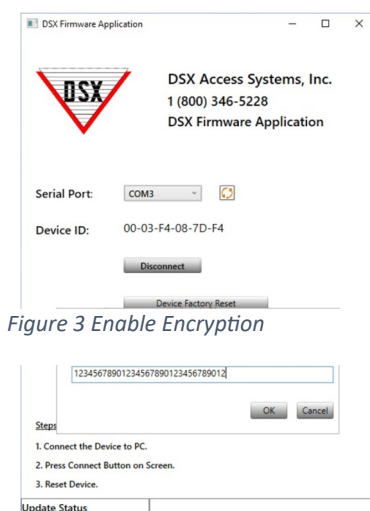 DSX Firmware Application
DSX
DSX Access Systems, Inc.
1 (800) 346-5228
DSX Firmware Application
Serial Port: COM3
Device ID: 00-03-F4-08-7D-F4
Disconnect
Device Factory Reset
Figure 3 Enable Encryption
12345678901234567890123456789012
OK Cancel
Steps
1. Connect the Device to PC.
2. Press Connect Button on Screen.
3. Reset Device.
Update Status